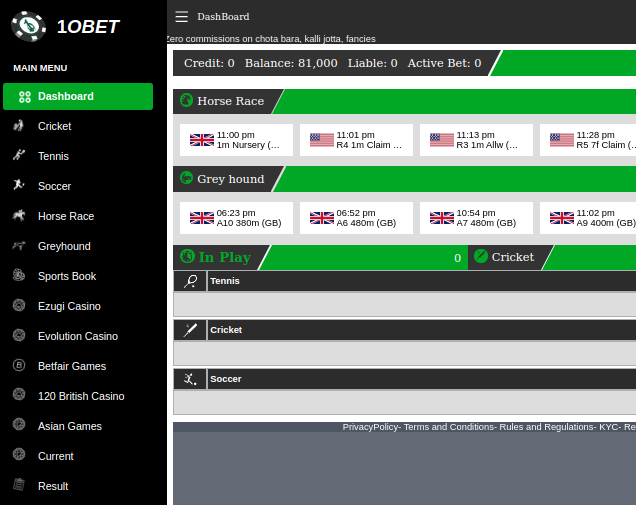 1OBET
MAIN MENU
Dashboard
Cricket
Tennis
Soccer
Horse Race
Greyhound
Sports Book
Ezugi Casino
Evolution Casino
Betfair Games
120 British Casino
Asian Games
Current
Result
DashBoard
Zero commissions on chota bara, kalli jotta, fancies
Credit: 0 Balance: 81,000 Liable: 0 Active Bet: 0
Horse Race
11:00 pm
1m Nursery (...
11:01 pm
R4 1m Claim ...
11:13 pm
R3 1m Allw (...
11:28 pm
R5 7f Claim (...
Grey hound
06:23 pm
A10 380m (GB)
06:52 pm
A6 480m (GB)
10:54 pm
A7 480m (GB)
11:02 pm
A9 400m (GB)
In Play 0
Cricket
Tennis
Cricket
Soccer
PrivacyPolicy- Terms and Conditions- Rules and Regulations- KYC- Re